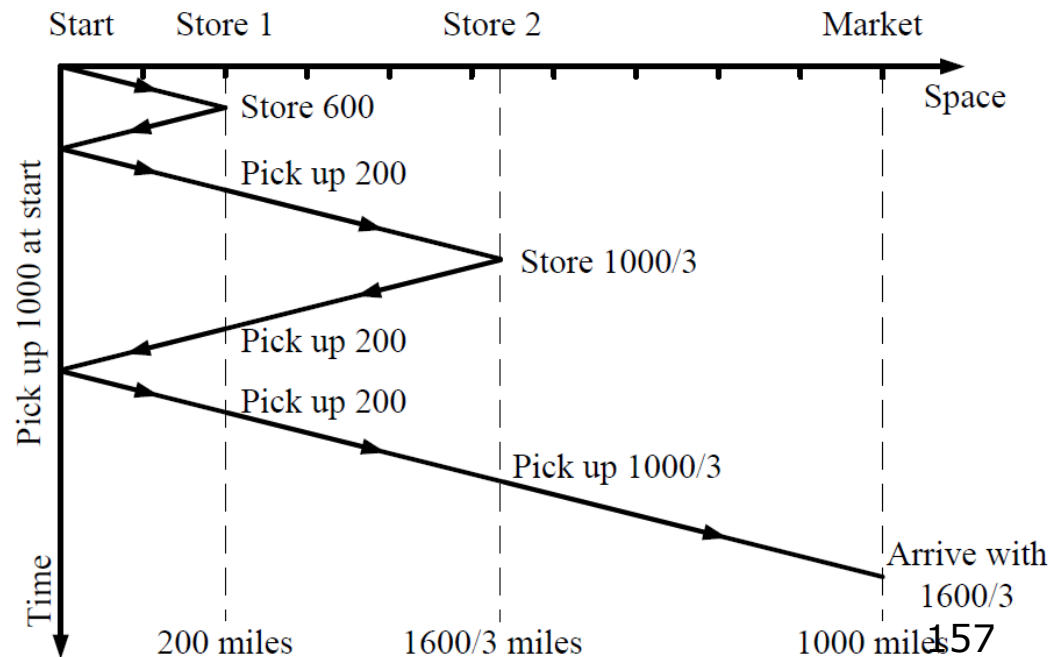 Start
Store 1
Store 2
Market
Space
Store 600
Pick up 200
Store 1000/3
Pick up 200
Pick up 200
Pick up 1000/3
Arrive with
1600/3
Pick up 1000 at start
Time
200 miles
1600/3 miles
1000 miles
157